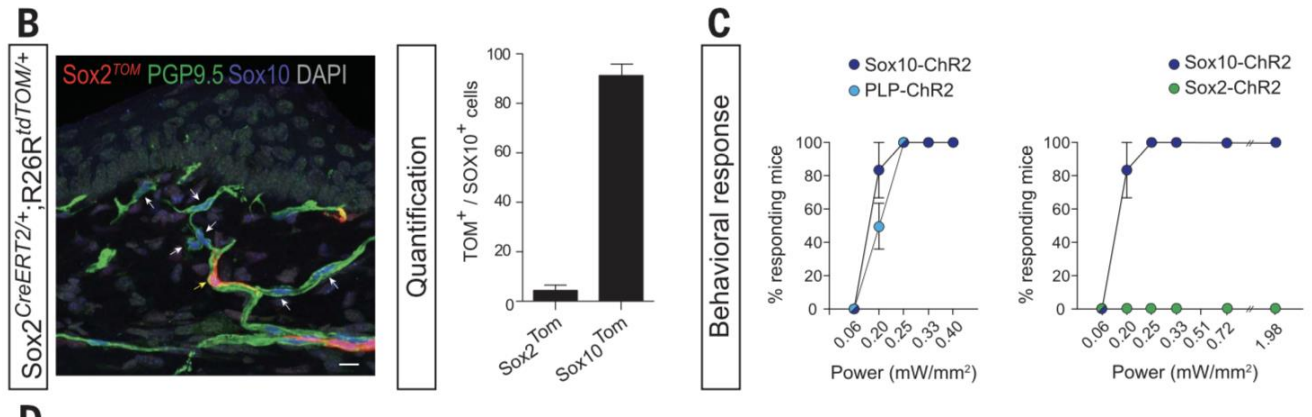 B
Sox2CreERT2/+;R26RtdTOM/+
Sox2TOM PGP9.5 Sox10 DAPI
Quantification
TOM+ / SOX10+ cells
100
80
60
40
20
0
Sox2Tom
Sox10Tom
C
Behavioral response
Sox10-ChR2
PLP-ChR2
% responding mice
100
80
60
40
20
0
0.06
0.20
0.25
0.33
0.40
Power (mW/mm²)
Sox10-ChR2
Sox2-ChR2
% responding mice
100
80
60
40
20
0
0.06
0.20
0.25
0.33
0.51
0.72
1.98
Power (mW/mm²)